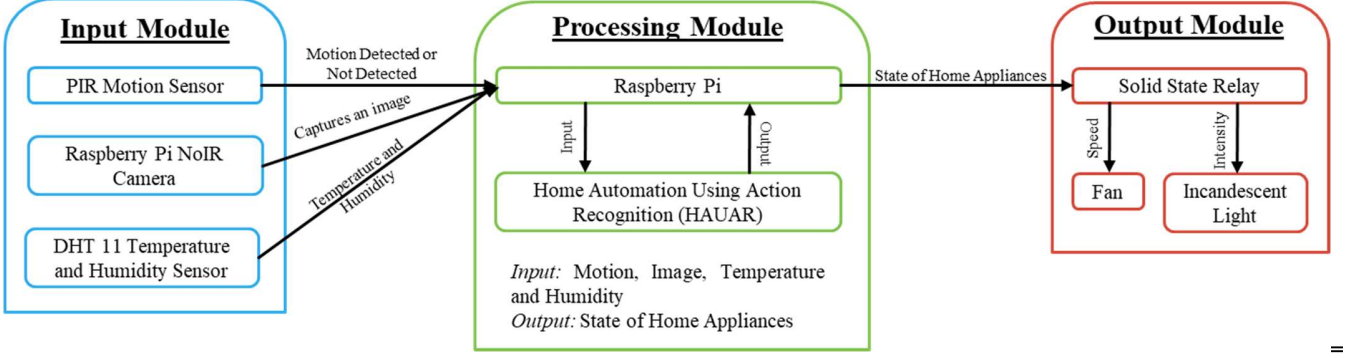 Input Module
PIR Motion Sensor
Raspberry Pi NoIR
Camera
DHT 11 Temperature
and Humidity Sensor
Motion Detected or
Not Detected
Captures an image
Temperature and
Humidity
Processing Module
Raspberry Pi
Input
Output
Home Automation Using Action
Recognition (HAUAR)
Input: Motion, Image, Temperature
and Humidity
Output: State of Home Appliances
State of Home Appliances
Output Module
Solid State Relay
Speed
Intensity
Fan
Incandescent
Light
=